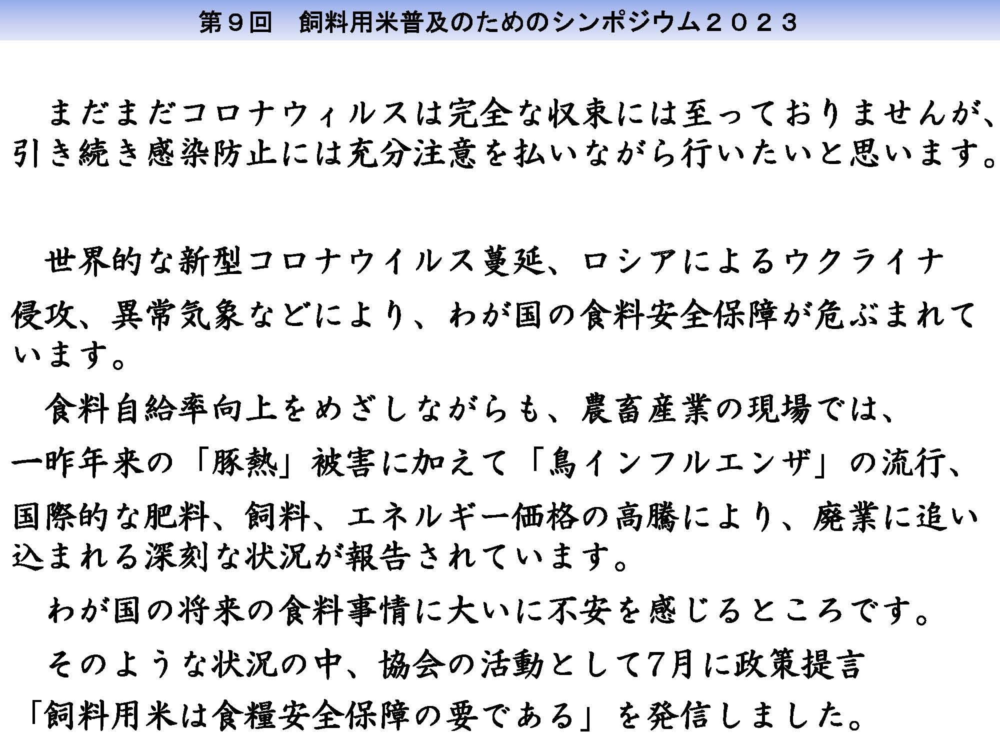 第９回　飼料用米普及のためのシンポジウム２０２３
まだまだコロナウィルスは完全な収束には至っておりませんが、
引き続き感染防止には充分注意を払いながら行いたいと思います。
世界的な新型コロナウイルス蔓延、ロシアによるウクライナ
侵攻、異常気象などにより、わが国の食料安全保障が危ぶまれて
います。
食料自給率向上をめざしながらも、農畜産業の現場では、
一昨年来の「豚熱」被害に加えて「鳥インフルエンザ」の流行、
国際的な肥料、飼料、エネルギー価格の高騰により、廃業に追い
込まれる深刻な状況が報告されています。
わが国の将来の食料事情に大いに不安を感じるところです。
そのような状況の中、協会の活動として7月に政策提言
「飼料用米は食糧安全保障の要である」を発信しました。